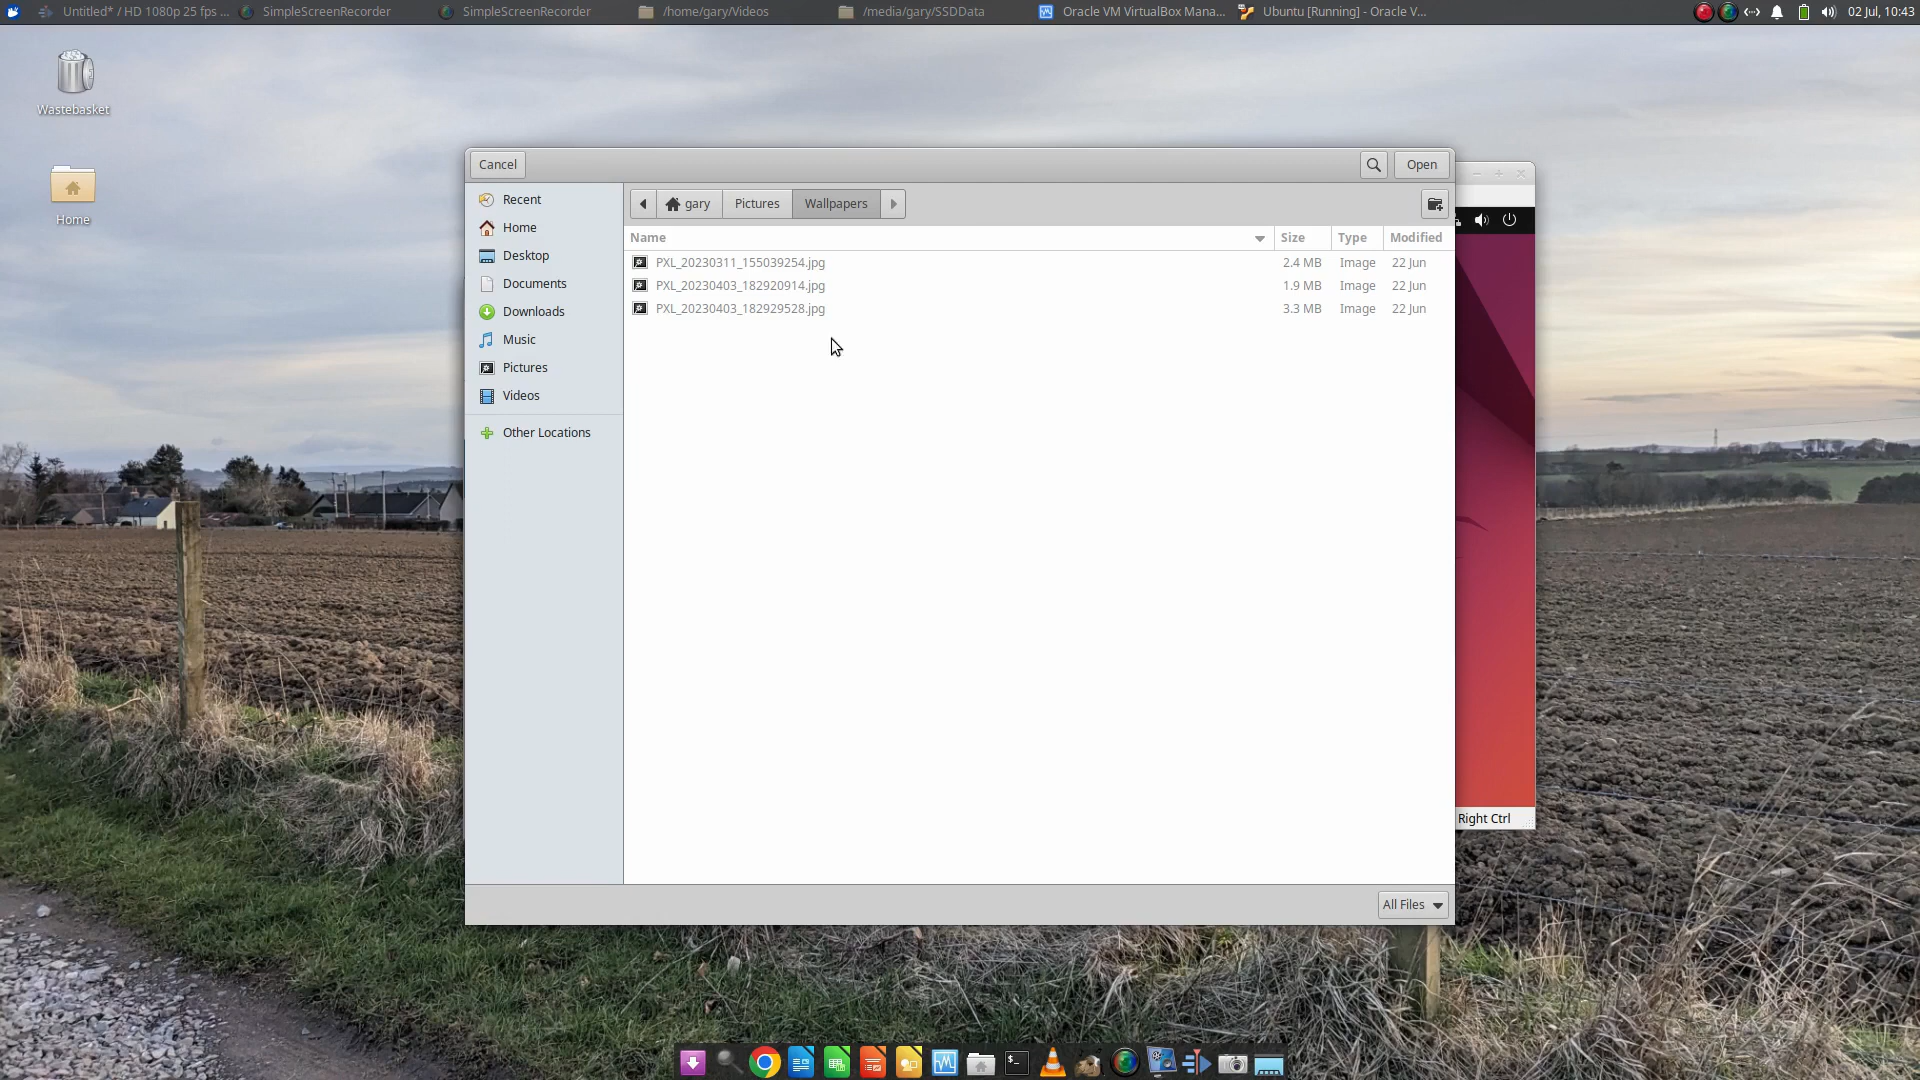 Untitled* / HD 1080p 25 fps ...
SimpleScreenRecorder
SimpleScreenRecorder
/home/gary/Videos
/media/gary/SSDData
Oracle VM VirtualBox Mana...
Ubuntu [Running] - Oracle V...
02 Jul, 10:43
Wastebasket
Home
Cancel
Open
Recent
Home
Desktop
Documents
Downloads
Music
Pictures
Videos
Other Locations
gary
Pictures
Wallpapers
Name
Size
Type
Modified
PXL_20230311_155039254.jpg
2.4 MB
Image
22 Jun
PXL_20230403_182920914.jpg
1.9 MB
Image
22 Jun
PXL_20230403_182929528.jpg
3.3 MB
Image
22 Jun
Right Ctrl
All Files